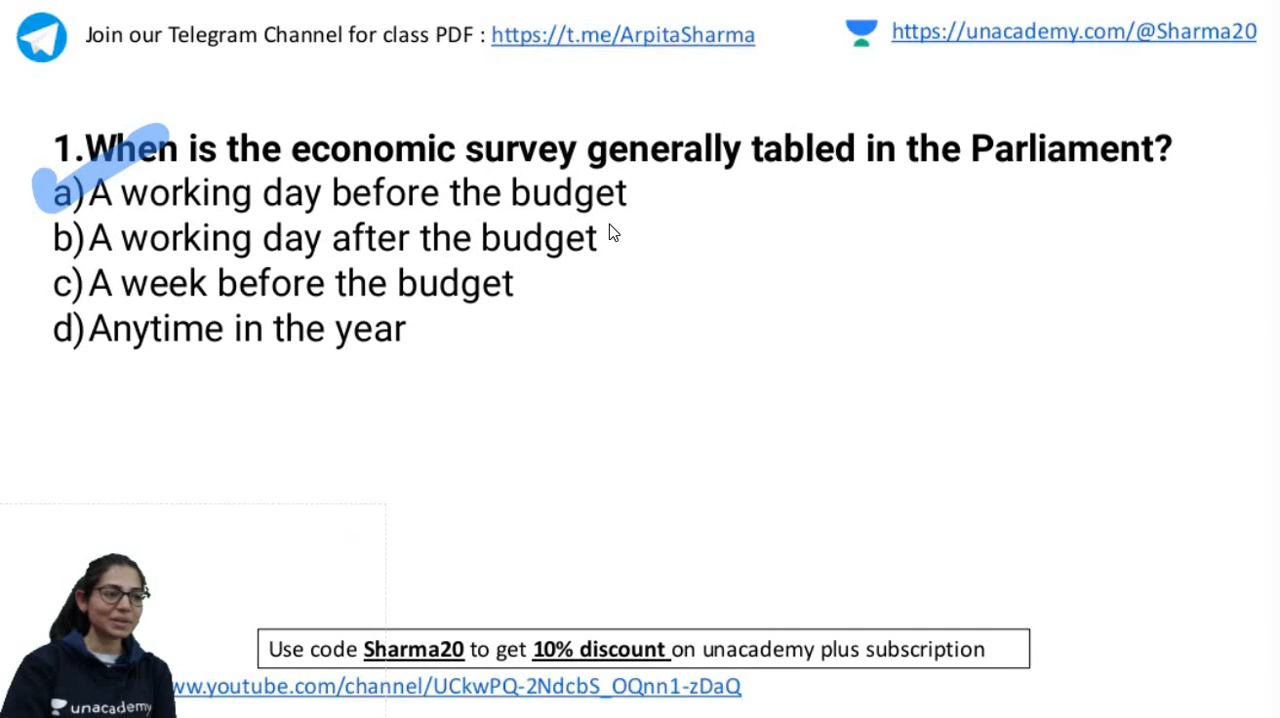 Join our Telegram Channel for class PDF : https://t.me/ArpitaSharma
https://unacademy.com/@Sharma20
1.When is the economic survey generally tabled in the Parliament?
a)A working day before the budget
b)A working day after the budget
c)A week before the budget
d)Anytime in the year
Use code Sharma20 to get 10% discount on unacademy plus subscription
ww.youtube.com/channel/UCkwPQ-2NdcbS_OQnn1-zDaQ
unacademy